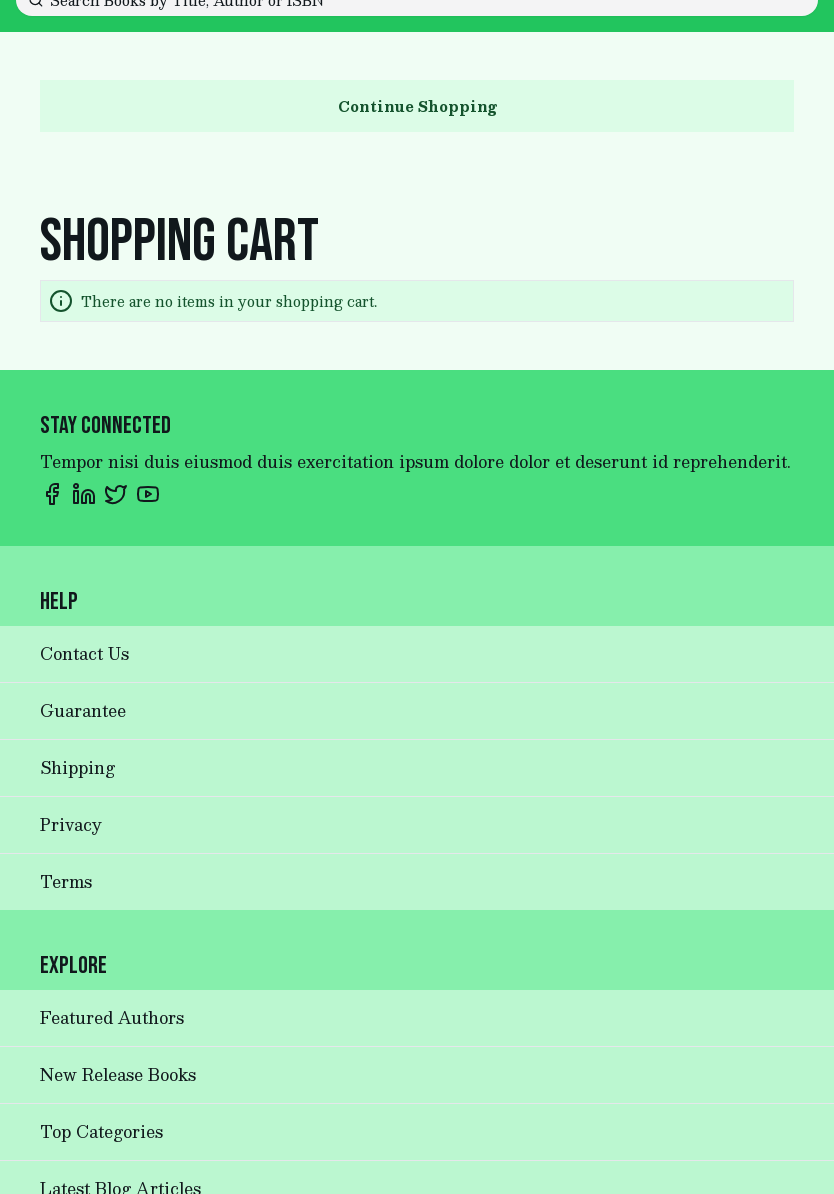 Search Books by Title, Author or ISBN
Continue Shopping
SHOPPING CART
There are no items in your shopping cart.
STAY CONNECTED
Tempor nisi duis eiusmod duis exercitation ipsum dolore dolor et deserunt id reprehenderit.
HELP
Contact Us
Guarantee
Shipping
Privacy
Terms
EXPLORE
Featured Authors
New Release Books
Top Categories
Latest Blog Articles